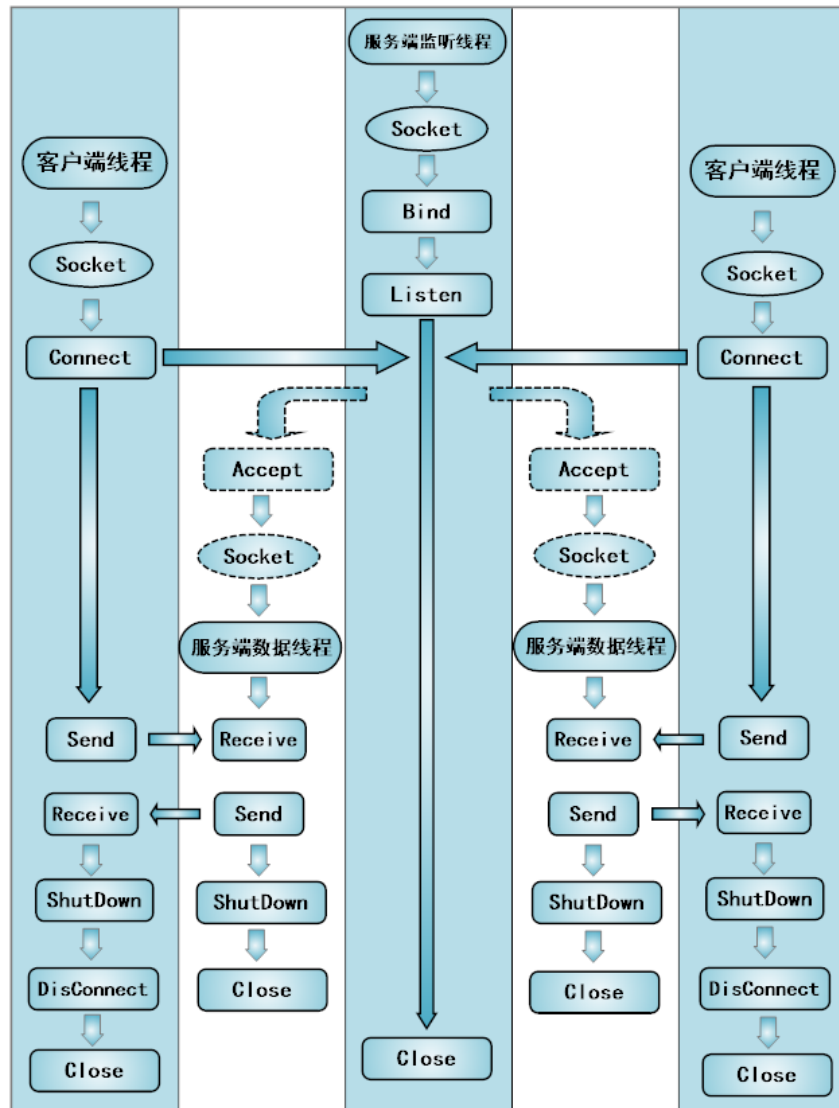 服务端监听线程
Socket
Bind
Listen
客户端线程
Socket
Connect
客户端线程
Socket
Connect
Accept
Socket
服务端数据线程
Accept
Socket
服务端数据线程
Send
Receive
Receive
Send
Receive
Send
Send
Receive
ShutDown
ShutDown
ShutDown
ShutDown
DisConnect
Close
Close
DisConnect
Close
Close
Close